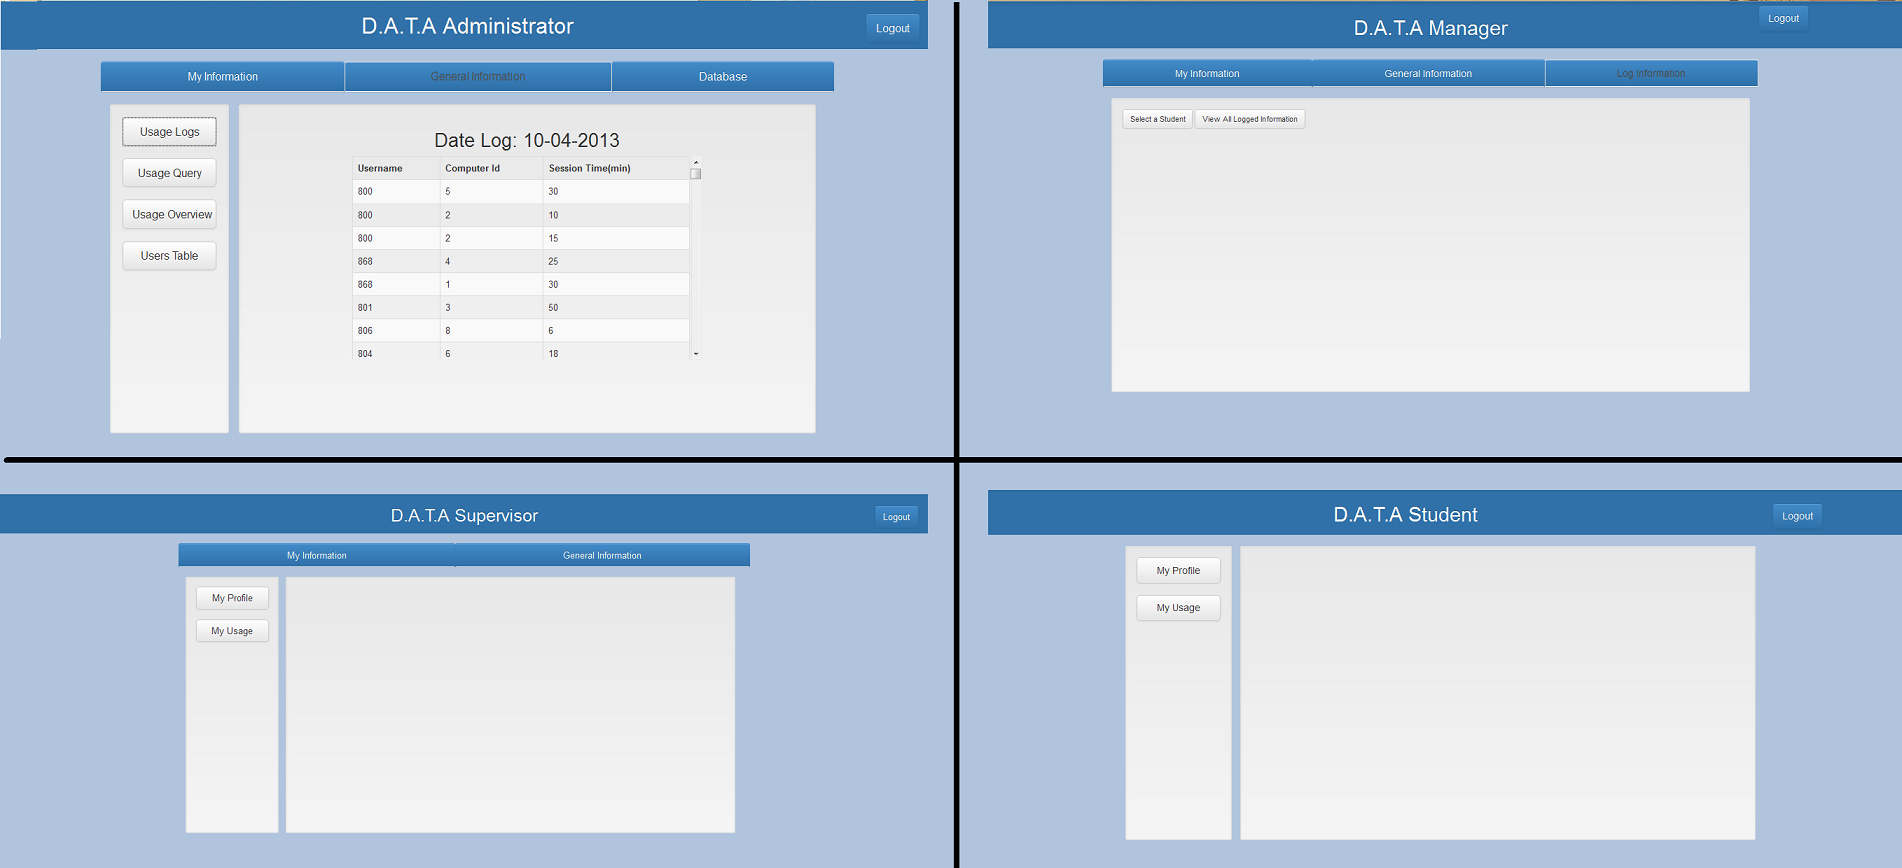 D.A.T.A Administrator
Logout
My Information
General Information
Database
Usage Logs
Usage Query
Usage Overview
Users Table
Date Log: 10-04-2013
Username Computer Id Session Time(min)
800 5 30
800 2 10
800 2 15
868 4 25
868 1 30
801 3 50
806 8 6
804 6 18
D.A.T.A Manager
Logout
My Information
General Information
Log Information
Select a Student
View All Logged Information
D.A.T.A Supervisor
Logout
My Information
General Information
My Profile
My Usage
D.A.T.A Student
Logout
My Profile
My Usage